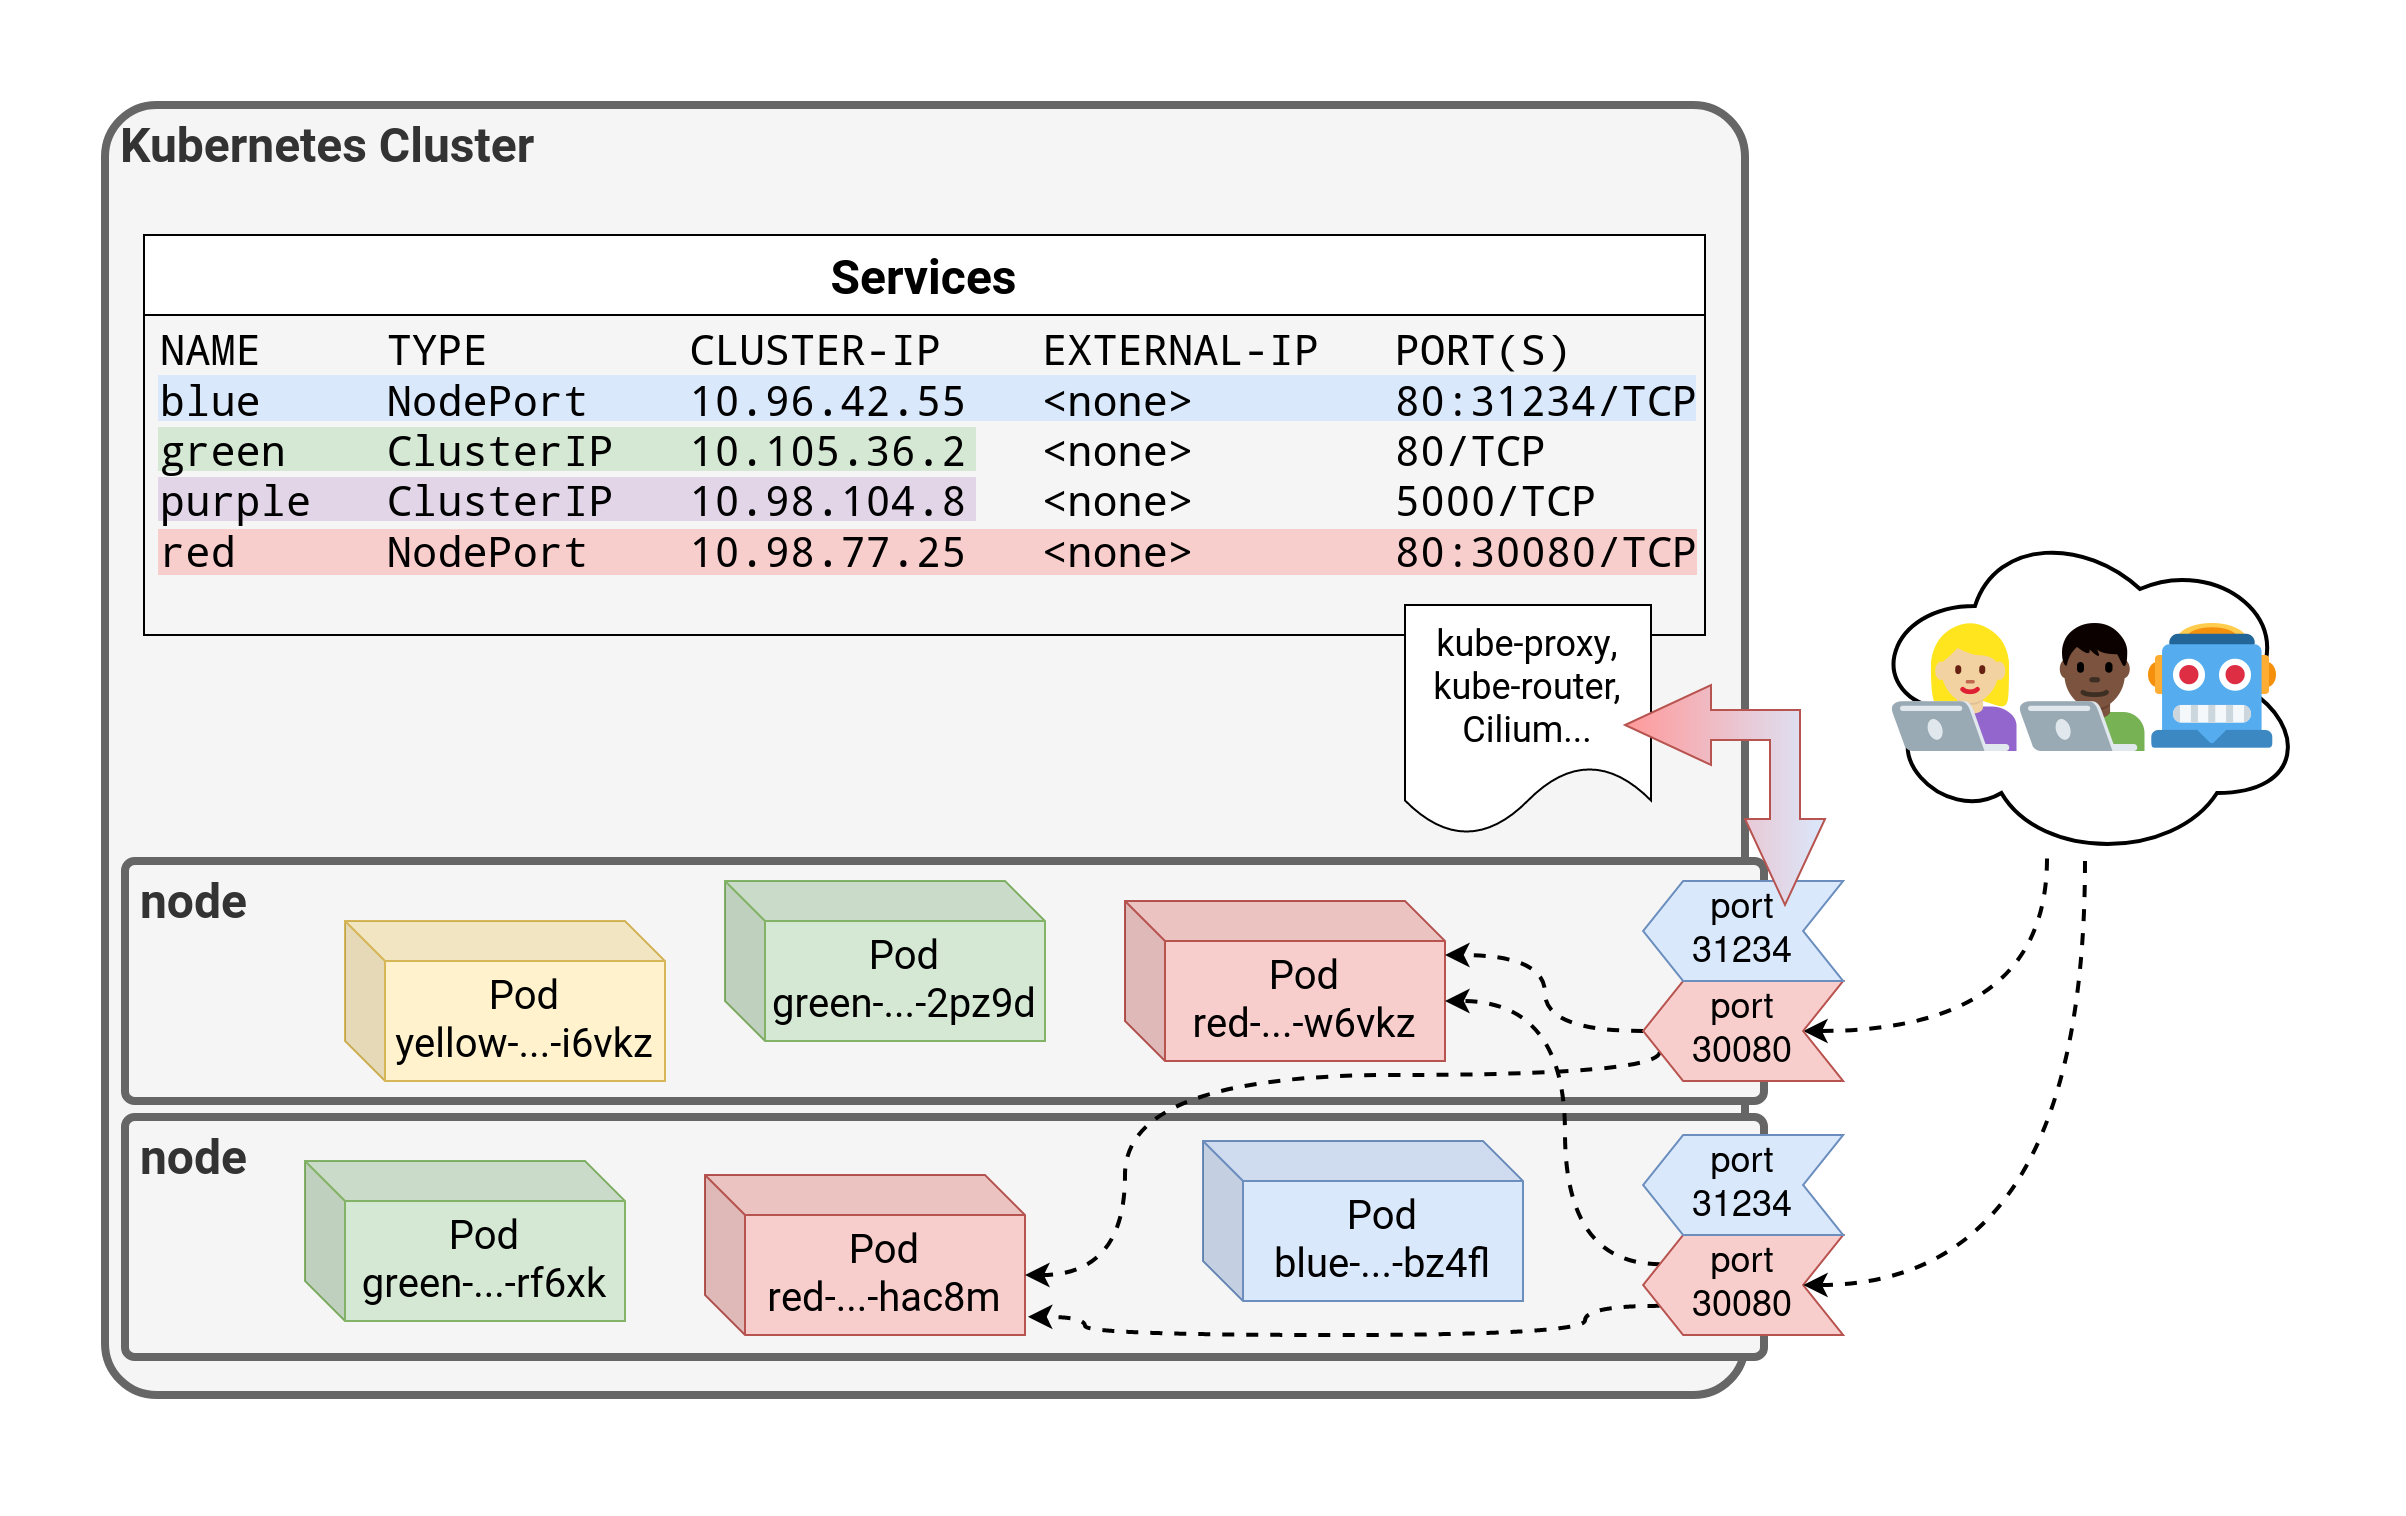 Kubernetes Cluster
Services
NAME TYPE CLUSTER-IP EXTERNAL-IP PORT(S)
blue NodePort 10.96.42.55 <none> 80:31234/TCP
green ClusterIP 10.105.36.2 <none> 80/TCP
purple ClusterIP 10.98.104.8 <none> 5000/TCP
red NodePort 10.98.77.25 <none> 80:30080/TCP
kube-proxy,
kube-router,
Cilium...
node
Pod
yellow-...-i6vkz
Pod
green-...-2pz9d
Pod
red-...-w6vkz
port
31234
port
30080
node
Pod
green-...-rf6xk
Pod
red-...-hac8m
Pod
blue-...-bz4fl
port
31234
port
30080